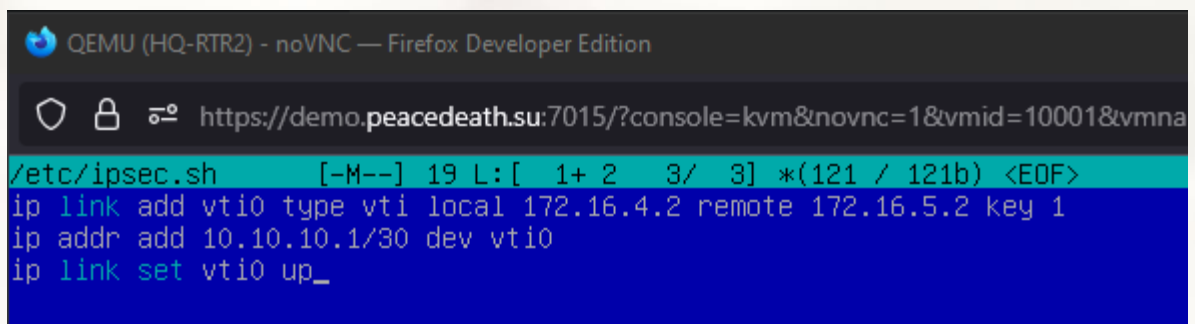 QEMU (HQ-RTR2) - noVNC — Firefox Developer Edition
https://demo.peacedeath.su:7015/?console=kvm&novnc=1&vmid=10001&vmna
/etc/ipsec.sh [-M--] 19 L:[ 1+ 2 3/ 3] *(121 / 121b) <EOF>
ip link add vti0 type vti local 172.16.4.2 remote 172.16.5.2 key 1
ip addr add 10.10.10.1/30 dev vti0
ip link set vti0 up_